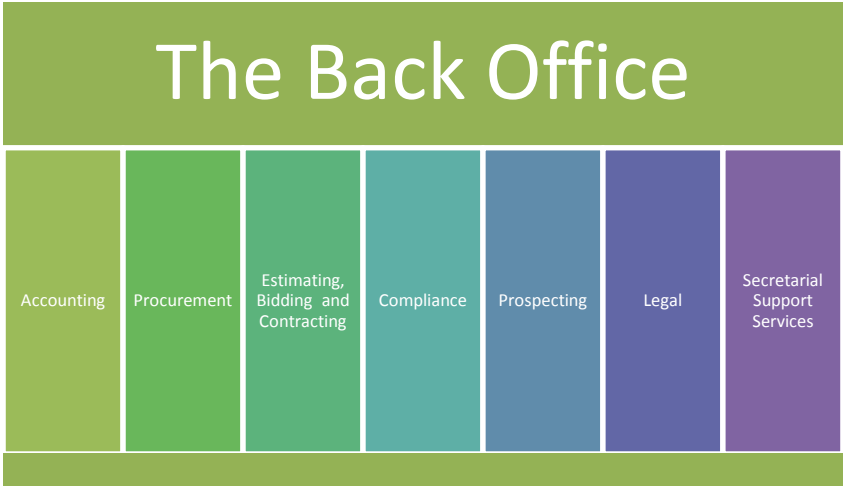 The Back Office
Accounting
Procurement
Estimating,
Bidding and
Contracting
Compliance
Prospecting
Legal
Secretarial
Support
Services